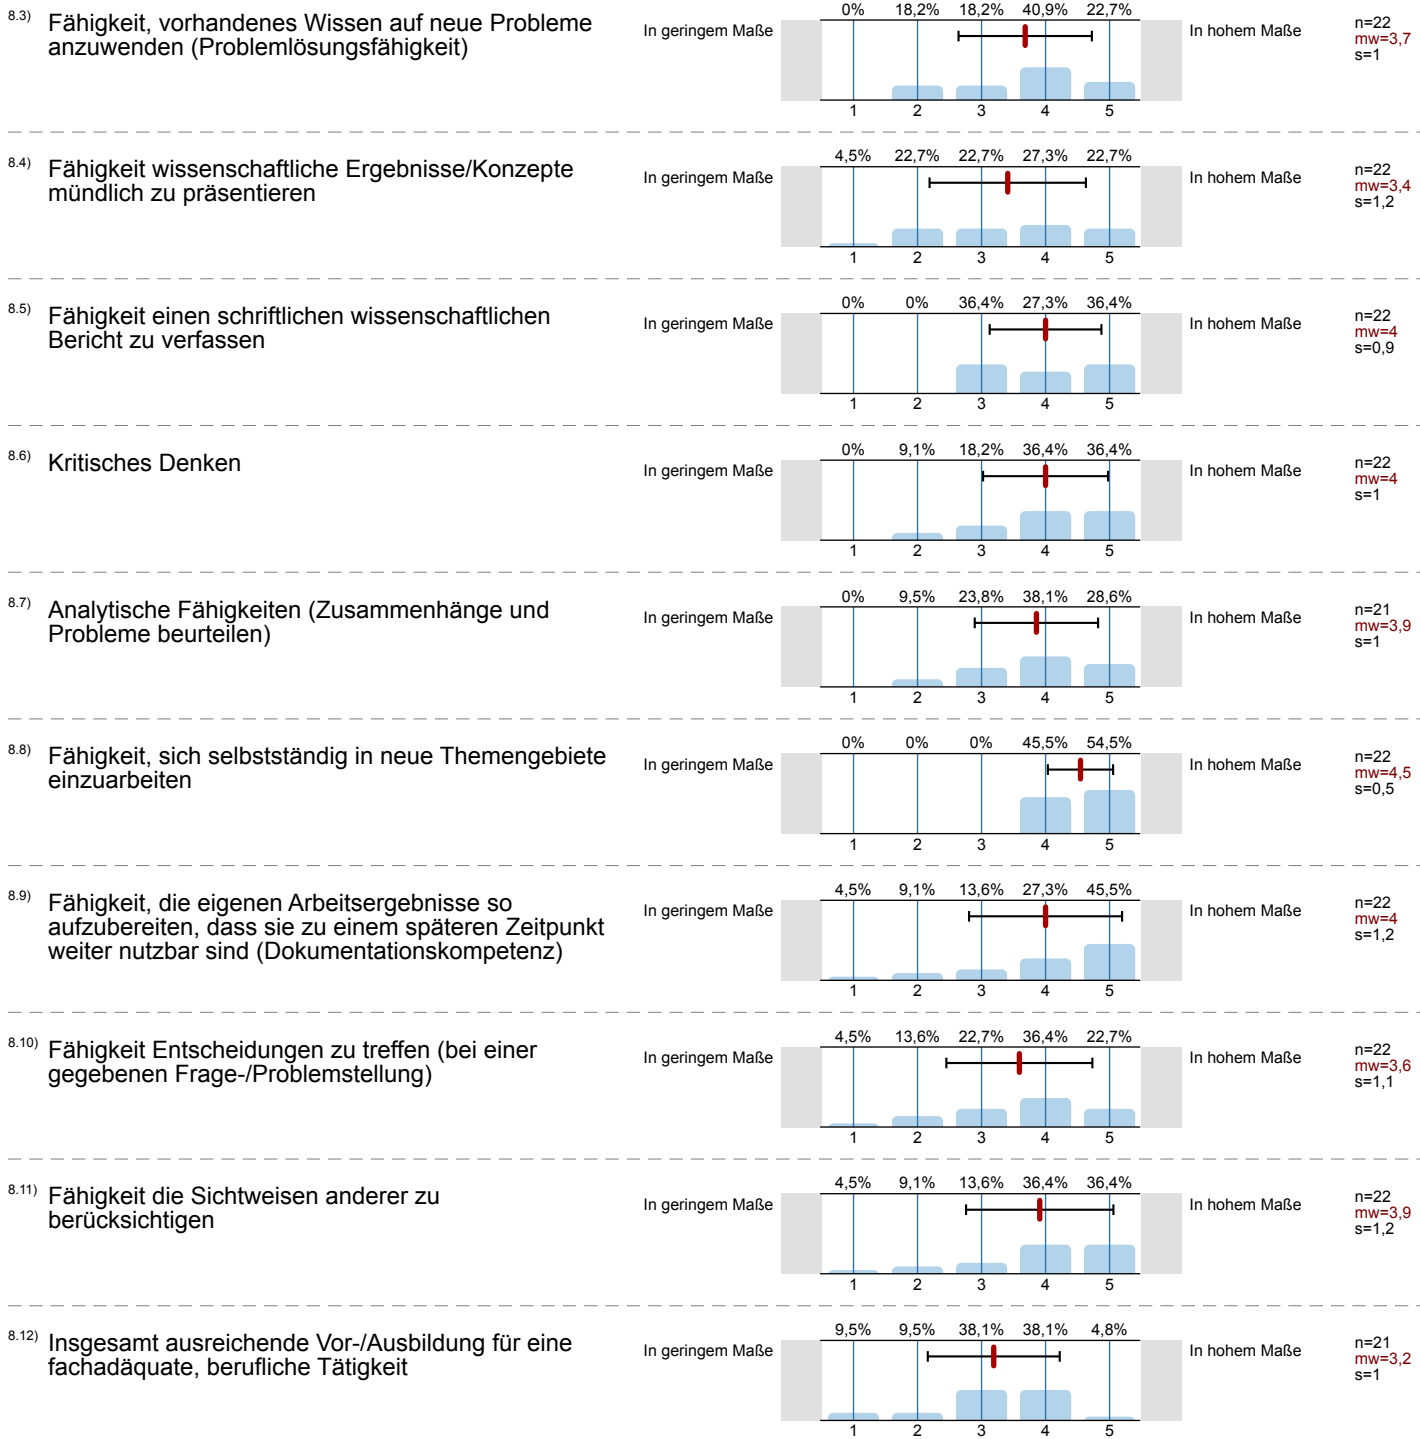 8.3) Fähigkeit, vorhandenes Wissen auf neue Probleme
anzuwenden (Problemlösungsfähigkeit)
In geringem Maße
0% 18,2% 18,2% 40,9% 22,7%
1 2 3 4 5
In hohem Maße
n=22
mw=3,7
s=1
8.4) Fähigkeit wissenschaftliche Ergebnisse/Konzepte
mündlich zu präsentieren
In geringem Maße
4,5% 22,7% 22,7% 27,3% 22,7%
1 2 3 4 5
In hohem Maße
n=22
mw=3,4
s=1,2
8.5) Fähigkeit einen schriftlichen wissenschaftlichen
Bericht zu verfassen
In geringem Maße
0% 0% 36,4% 27,3% 36,4%
1 2 3 4 5
In hohem Maße
n=22
mw=4
s=0,9
8.6) Kritisches Denken
In geringem Maße
0% 9,1% 18,2% 36,4% 36,4%
1 2 3 4 5
In hohem Maße
n=22
mw=4
s=1
8.7) Analytische Fähigkeiten (Zusammenhänge und
Probleme beurteilen)
In geringem Maße
0% 9,5% 23,8% 38,1% 28,6%
1 2 3 4 5
In hohem Maße
n=21
mw=3,9
s=1
8.8) Fähigkeit, sich selbstständig in neue Themengebiete
einzuarbeiten
In geringem Maße
0% 0% 0% 45,5% 54,5%
1 2 3 4 5
In hohem Maße
n=22
mw=4,5
s=0,5
8.9) Fähigkeit, die eigenen Arbeitsergebnisse so
aufzubereiten, dass sie zu einem späteren Zeitpunkt
weiter nutzbar sind (Dokumentationskompetenz)
In geringem Maße
4,5% 9,1% 13,6% 27,3% 45,5%
1 2 3 4 5
In hohem Maße
n=22
mw=4
s=1,2
8.10) Fähigkeit Entscheidungen zu treffen (bei einer
gegebenen Frage-/Problemstellung)
In geringem Maße
4,5% 13,6% 22,7% 36,4% 22,7%
1 2 3 4 5
In hohem Maße
n=22
mw=3,6
s=1,1
8.11) Fähigkeit die Sichtweisen anderer zu
berücksichtigen
In geringem Maße
4,5% 9,1% 13,6% 36,4% 36,4%
1 2 3 4 5
In hohem Maße
n=22
mw=3,9
s=1,2
8.12) Insgesamt ausreichende Vor-/Ausbildung für eine
fachadäquate, berufliche Tätigkeit
In geringem Maße
9,5% 9,5% 38,1% 38,1% 4,8%
1 2 3 4 5
In hohem Maße
n=21
mw=3,2
s=1